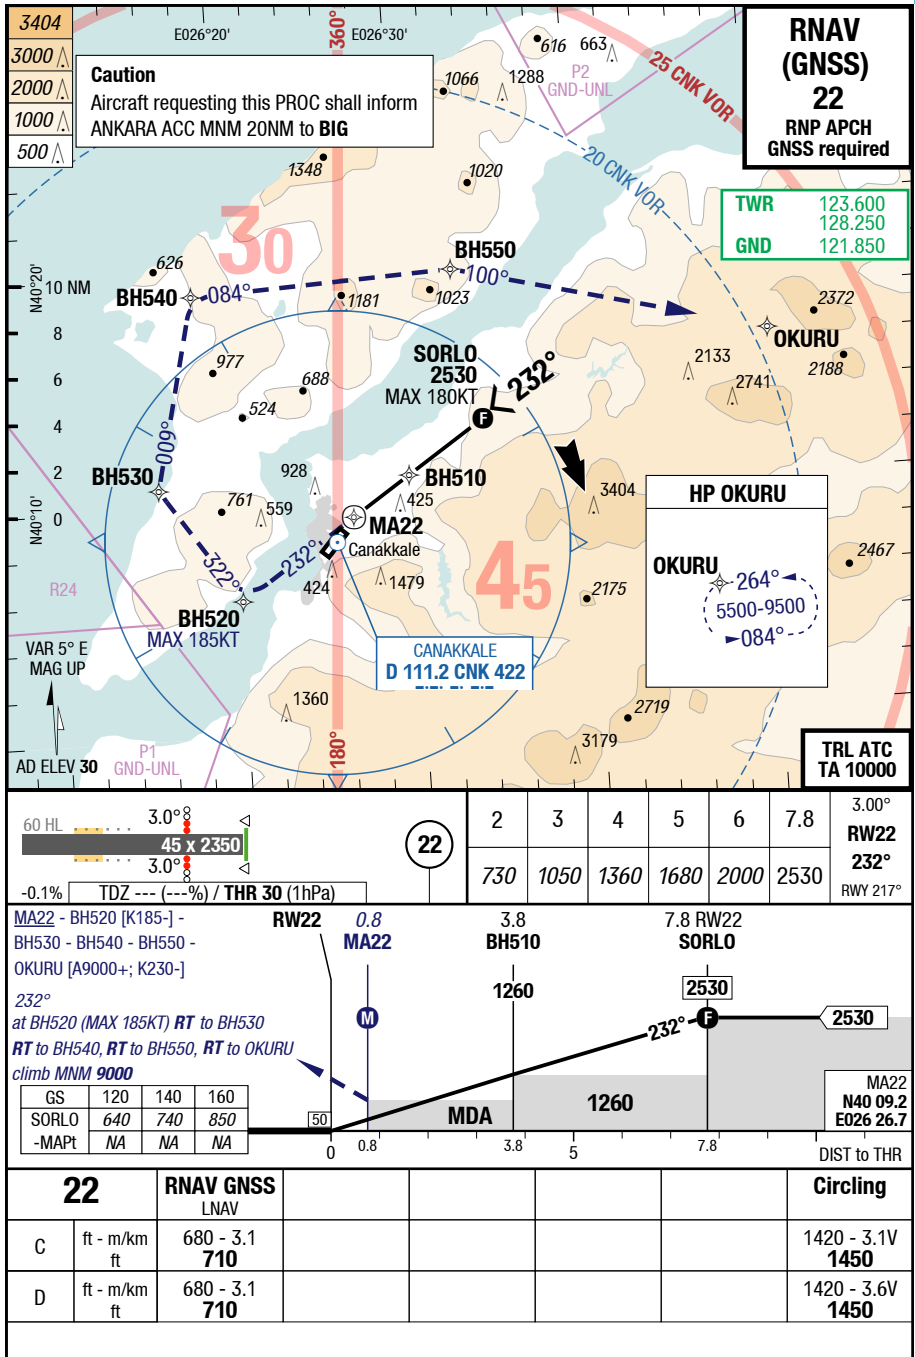 3404
3000
2000
1000
500
E026°20'
360°
E026°30'
Caution
Aircraft requesting this PROC shall inform
ANKARA ACC MNM 20NM to BIG
616
663
1066
1288
P2
GND-UNL
25 CNK VOR
20 CNK VOR
RNAV
(GNSS)
22
RNP APCH
GNSS required
TWR 123.600
128.250
GND 121.850
1348
1020
30
626
BH550
100°
N40°20'
10 NM
BH540
084°
1181
1023
2372
OKURU
8
977
SORLO
2530
MAX 180KT
232°
2133
2188
6
688
2741
524
F
4
009°
2
BH530
928
BH510
425
3404
HP OKURU
761
559
MA22
N40°10'
0
Canakkale
232°
322°
45
2467
OKURU
264°
5500-9500
084°
424
1479
2175
R24
BH520
MAX 185KT
CANAKKALE
D 111.2 CNK 422
VAR 5° E
MAG UP
1360
2719
3179
180°
P1
GND-UNL
AD ELEV 30
TRL ATC
TA 10000
60 HL
3.0°
45 x 2350
3.0°
-0.1%
TDZ --- (---%) / THR 30 (1hPa)
22
2 3 4 5 6 7.8
730 1050 1360 1680 2000 2530
3.00°
RW22
232°
RWY 217°
MA22 - BH520 [K185-] -
BH530 - BH540 - BH550 -
OKURU [A9000+; K230-]
232°
at BH520 (MAX 185KT) RT to BH530
RT to BH540, RT to BH550, RT to OKURU
climb MNM 9000
GS 120 140 160
SORLO 640 740 850
-MAPt NA NA NA
RW22
0.8
MA22
3.8
BH510
7.8 RW22
SORLO
1260
2530
M
232°
F
2530
50
MDA
1260
MA22
N40 09.2
E026 26.7
0 0.8 3.8 5 7.8
DIST to THR
22
RNAV GNSS
LNAV
Circling
C
ft - m/km
ft
680 - 3.1
710
1420 - 3.1V
1450
D
ft - m/km
ft
680 - 3.1
710
1420 - 3.6V
1450